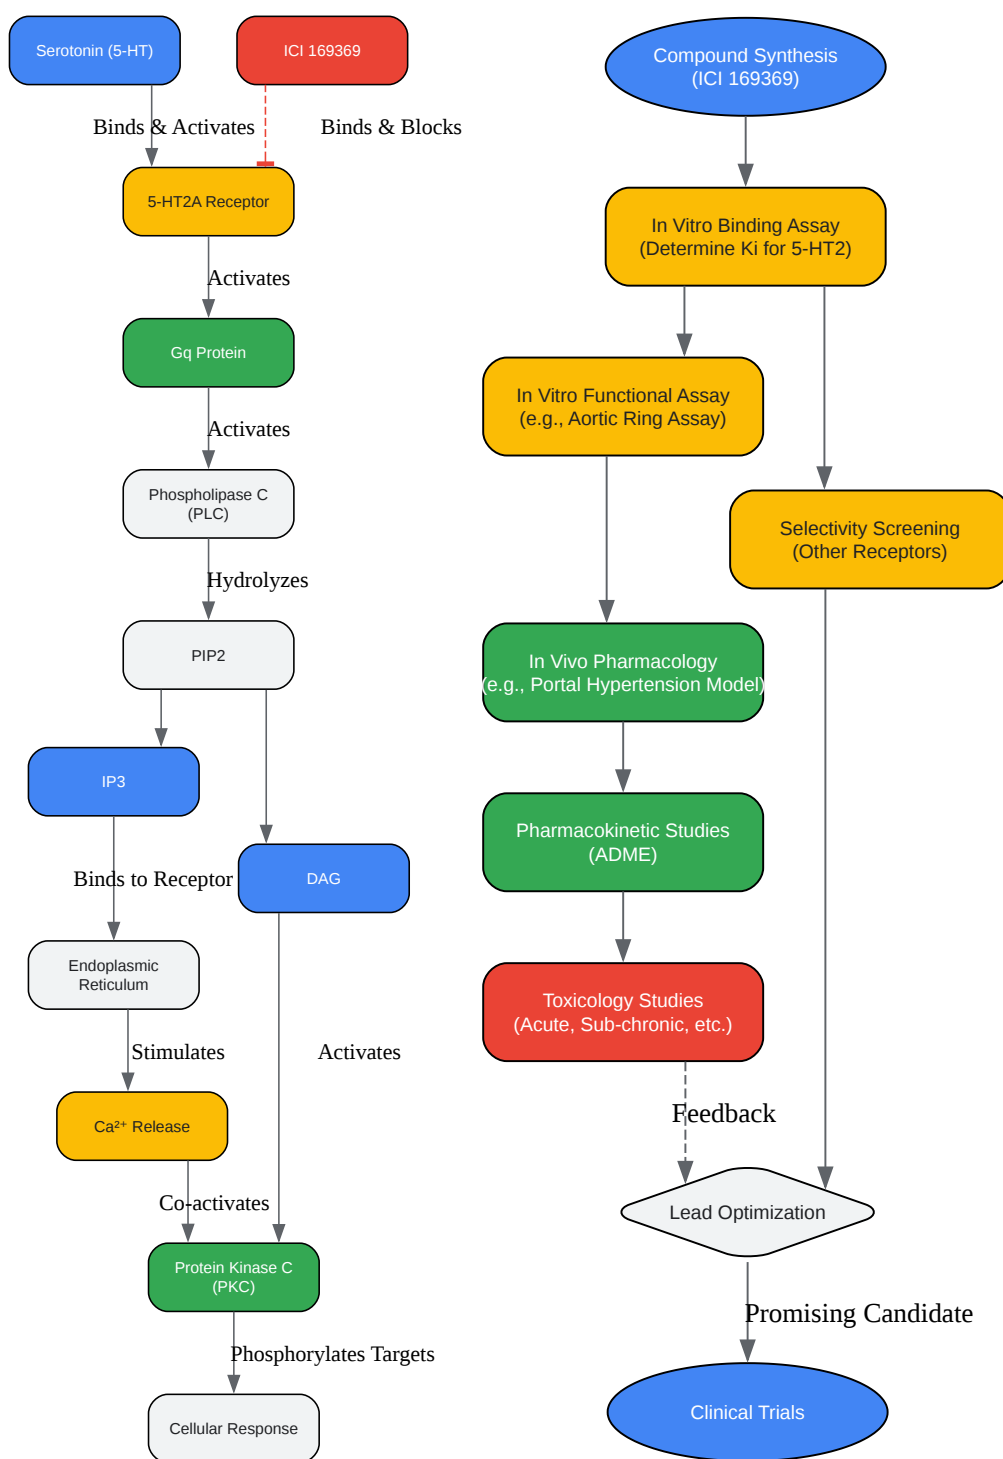 Serotonin (5-HT)
ICI 169369
Binds & Activates
Binds & Blocks
5-HT2A Receptor
Activates
Gq Protein
Activates
Phospholipase C
(PLC)
Hydrolyzes
PIP2
IP3
Binds to Receptor
DAG
Endoplasmic
Reticulum
Stimulates
Activates
Ca²⁺ Release
Co-activates
Protein Kinase C
(PKC)
Phosphorylates Targets
Cellular Response
Compound Synthesis
(ICI 169369)
In Vitro Binding Assay
(Determine Ki for 5-HT2)
In Vitro Functional Assay
(e.g., Aortic Ring Assay)
Selectivity Screening
(Other Receptors)
In Vivo Pharmacology
(e.g., Portal Hypertension Model)
Pharmacokinetic Studies
(ADME)
Toxicology Studies
(Acute, Sub-chronic, etc.)
Feedback
Lead Optimization
Promising Candidate
Clinical Trials